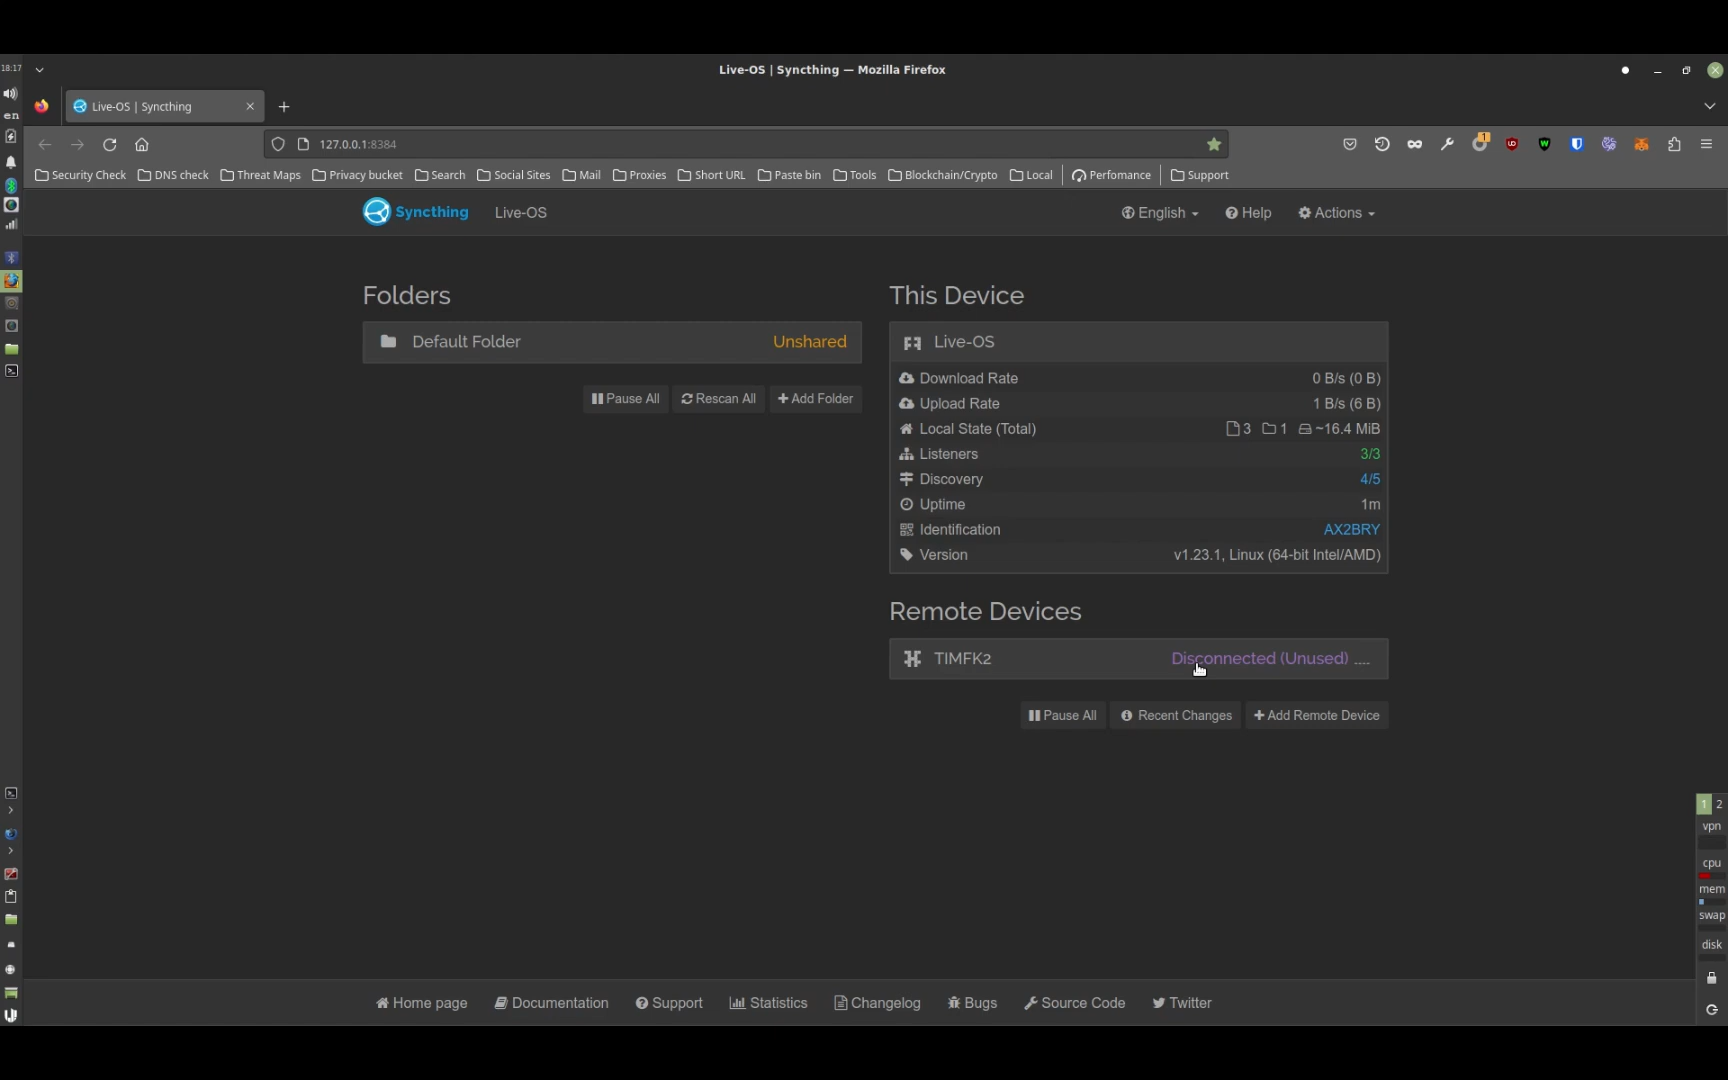 18:17
Live-OS | Syncthing — Mozilla Firefox
Live-OS | Syncthing
en
127.0.0.1:8384
1
Security Check DNS check Threat Maps Privacy bucket Search Social Sites Mail Proxies Short URL Paste bin Tools Blockchain/Crypto Local Perfomance Support
Syncthing Live-OS English Help Actions
Folders
Default Folder Unshared
Pause All Rescan All Add Folder
This Device
Live-OS
Download Rate 0 B/s (0 B)
Upload Rate 1 B/s (6 B)
Local State (Total) 3 1 ~16.4 MiB
Listeners 3/3
Discovery 4/5
Uptime 1m
Identification AX2BRY
Version v1.23.1, Linux (64-bit Intel/AMD)
Remote Devices
TIMFK2 Disconnected (Unused)
Pause All Recent Changes Add Remote Device
1 2
vpn
cpu
mem
swap
disk
Home page Documentation Support Statistics Changelog Bugs Source Code Twitter